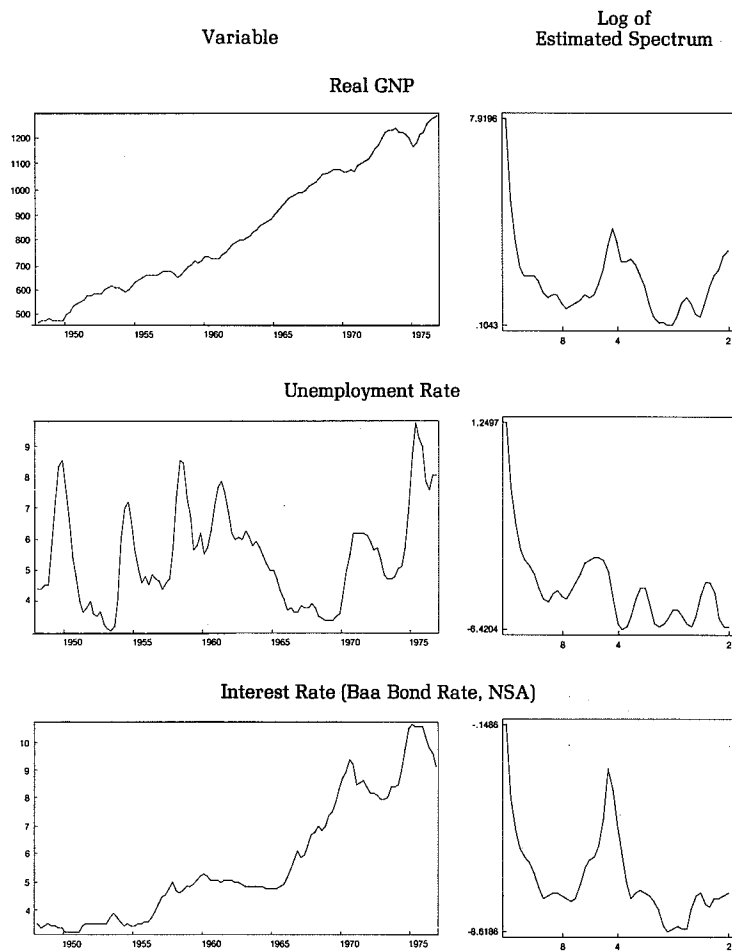 Variable
Log of
Estimated Spectrum
Real GNP
1200
1100
1000
900
800
700
600
500
1950 1955 1960 1965 1970 1975
7.9196
.1043
8 4 2
Unemployment Rate
9
8
7
6
5
4
1950 1955 1960 1965 1970 1975
1.2497
-6.4204
8 4 2
Interest Rate (Baa Bond Rate, NSA)
10
9
8
7
6
5
4
1950 1955 1960 1965 1970 1975
-.1486
-8.6186
8 4 2